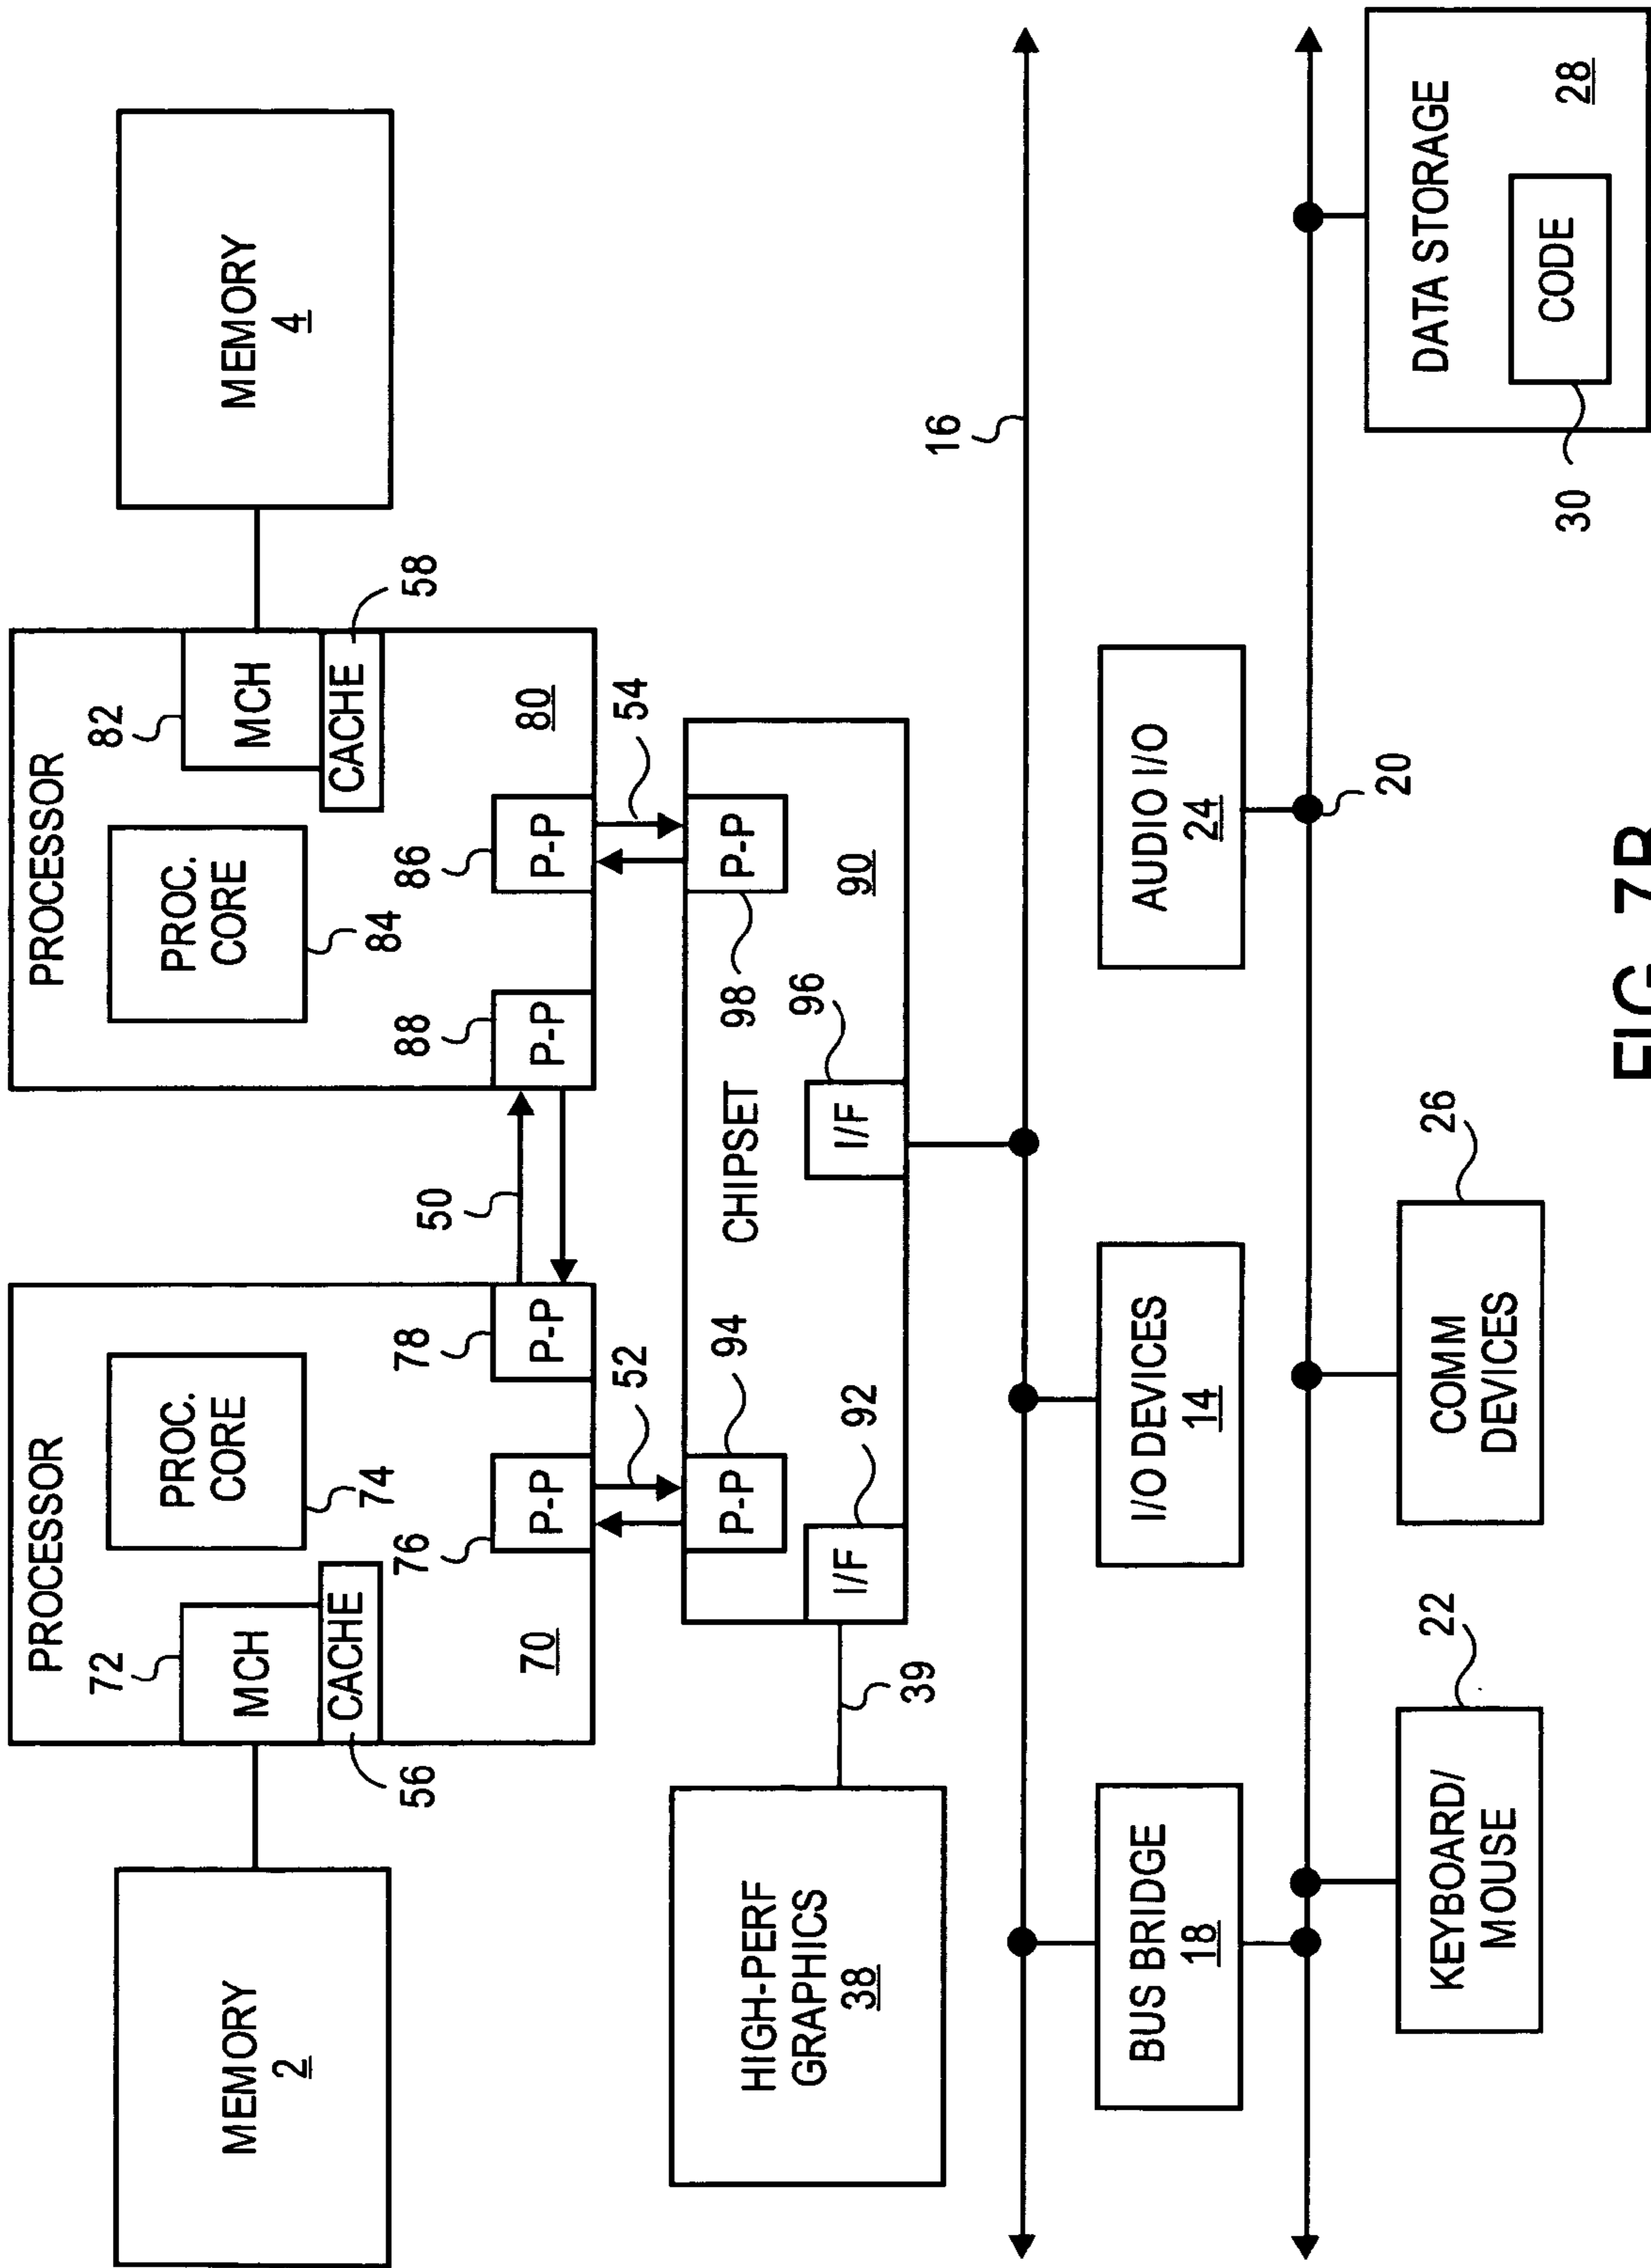 PROCESSOR
PROCESSOR
PROC.
CORE
74
72
MCH
CACHE
56
70
76
P-P
78
P-P
MEMORY
2
50
PROC.
CORE
84
82
MCH
CACHE
58
80
88
P-P
86
P-P
MEMORY
4
52
54
94
P-P
CHIPSET
98
P-P
90
92
I/F
96
I/F
HIGH-PERF
GRAPHICS
38
39
16
BUS BRIDGE
18
I/O DEVICES
14
AUDIO I/O
24
20
KEYBOARD/
MOUSE
22
COMM
DEVICES
26
DATA STORAGE
28
CODE
30